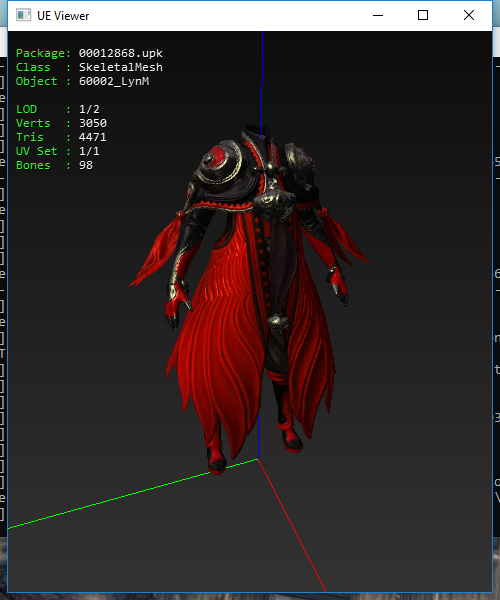 UE Viewer
Package: 00012868.upk
Class : SkeletalMesh
Object : 60002_LynM
LOD : 1/2
Verts : 3050
Tris : 4471
UV Set : 1/1
Bones : 98